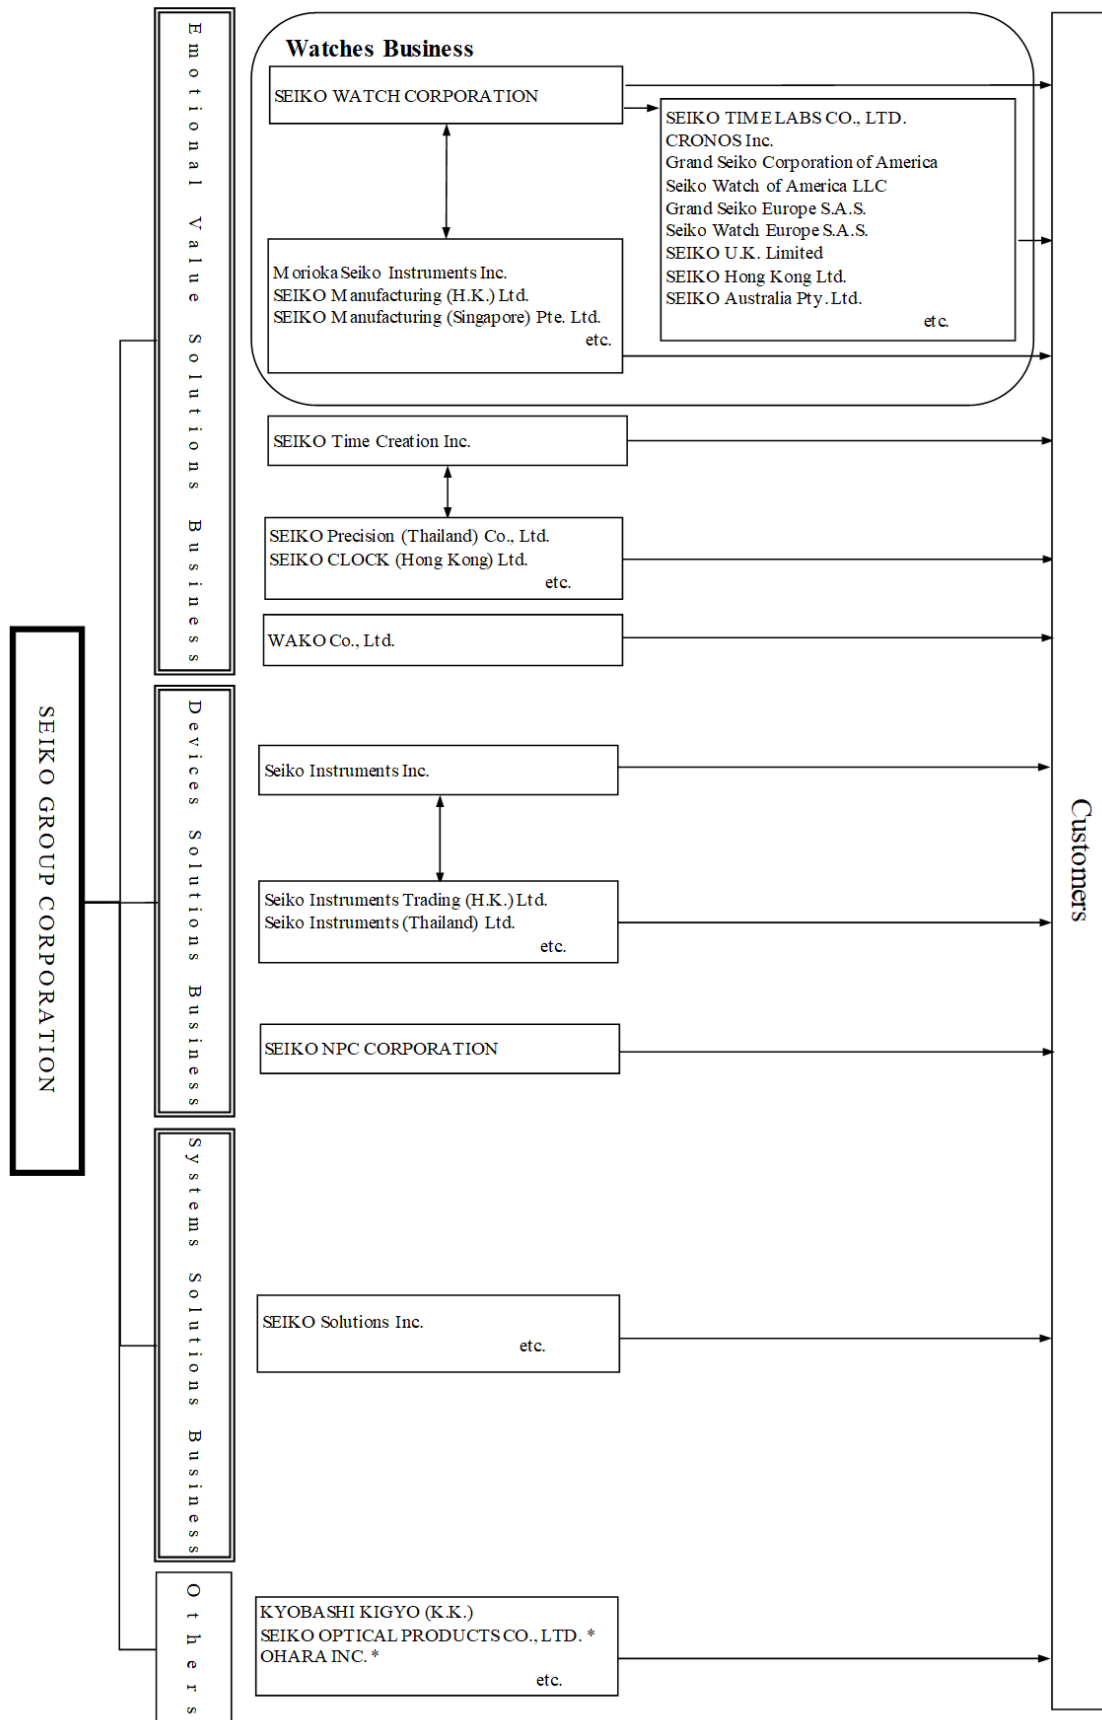 SEIKO GROUP CORPORATION
Emotional Value Solutions Business
Watches Business
SEIKO WATCH CORPORATION
SEIKO TIME LABS CO., LTD.
CRONOS Inc.
Grand Seiko Corporation of America
Seiko Watch of America LLC
Grand Seiko Europe S.A.S.
Seiko Watch Europe S.A.S.
SEIKO U.K. Limited
SEIKO Hong Kong Ltd.
SEIKO Australia Pty. Ltd.
etc.
Morioka Seiko Instruments Inc.
SEIKO Manufacturing (H.K.) Ltd.
SEIKO Manufacturing (Singapore) Pte. Ltd.
etc.
SEIKO Time Creation Inc.
SEIKO Precision (Thailand) Co., Ltd.
SEIKO CLOCK (Hong Kong) Ltd.
etc.
WAKO Co., Ltd.
Devices Solutions Business
Seiko Instruments Inc.
Seiko Instruments Trading (H.K.) Ltd.
Seiko Instruments (Thailand) Ltd.
etc.
SEIKO NPC CORPORATION
Systems Solutions Business
SEIKO Solutions Inc.
etc.
Others
KYOBASHI KIGYO (K.K.)
SEIKO OPTICAL PRODUCTS CO., LTD. *
OHARA INC. *
etc.
Customers